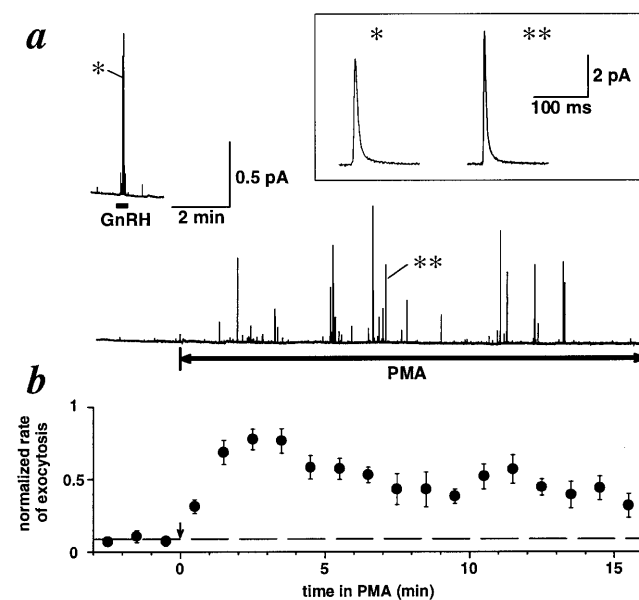 a
*
**
2 pA
100 ms
*
0.5 pA
GnRH
2 min
**
PMA
b
1
0.5
0
normalized rate
of exocytosis
0
5
10
15
time in PMA (min)